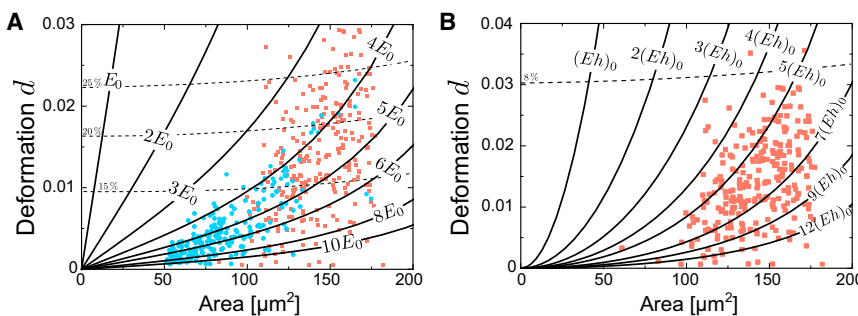 A
Deformation d
0.03
0.02
0.01
0
25%
20%
15%
E₀
2E₀
3E₀
4E₀
5E₀
6E₀
8E₀
10E₀
0
50
100
150
200
Area [µm²]
B
Deformation d
0.04
0.03
0.02
0.01
0
8%
(Eh)₀
2(Eh)₀
3(Eh)₀
4(Eh)₀
5(Eh)₀
7(Eh)₀
9(Eh)₀
12(Eh)₀
0
50
100
150
200
Area [µm²]